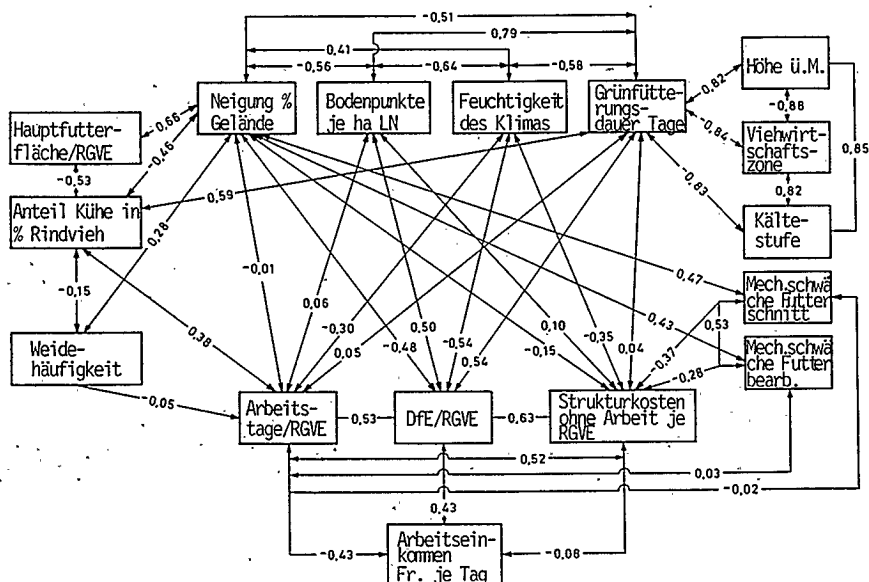 -0,51
0,79
0,41
-0,56
-0,64
-0,58
Neigung %
Gelände
Bodenpunkte
je ha LN
Feuchtigkeit
des Klimas
Grünfütte-
rungs-
dauer Tage
Höhe ü.M.
-0,82
-0,88
-0,84
Viehwirt-
schafts-
zone
0,85
0,82
-0,83
Kälte-
stufe
Hauptfutter-
fläche/RGVE
-0,66
-0,46
-0,53
Anteil Kühe in
% Rindvieh
0,59
0,28
-0,15
Weide-
häufigkeit
-0,01
0,06
0,50
0,10
0,47
Mech.schwä
che Futter
schnitt
0,38
-0,30
0,05
-0,48
-0,54
0,54
-0,15
-0,35
0,04
0,43
0,53
-0,37
-0,28
Mech.schwä
che Futter
bearb.
-0,05
Arbeits-
tage/RGVE
0,53
DfE/RGVE
0,63
Strukturkosten
ohne Arbeit je
RGVE
0,52
0,03
-0,02
0,43
-0,43
Arbeitsein-
kommen
Fr. je Tag
-0,08